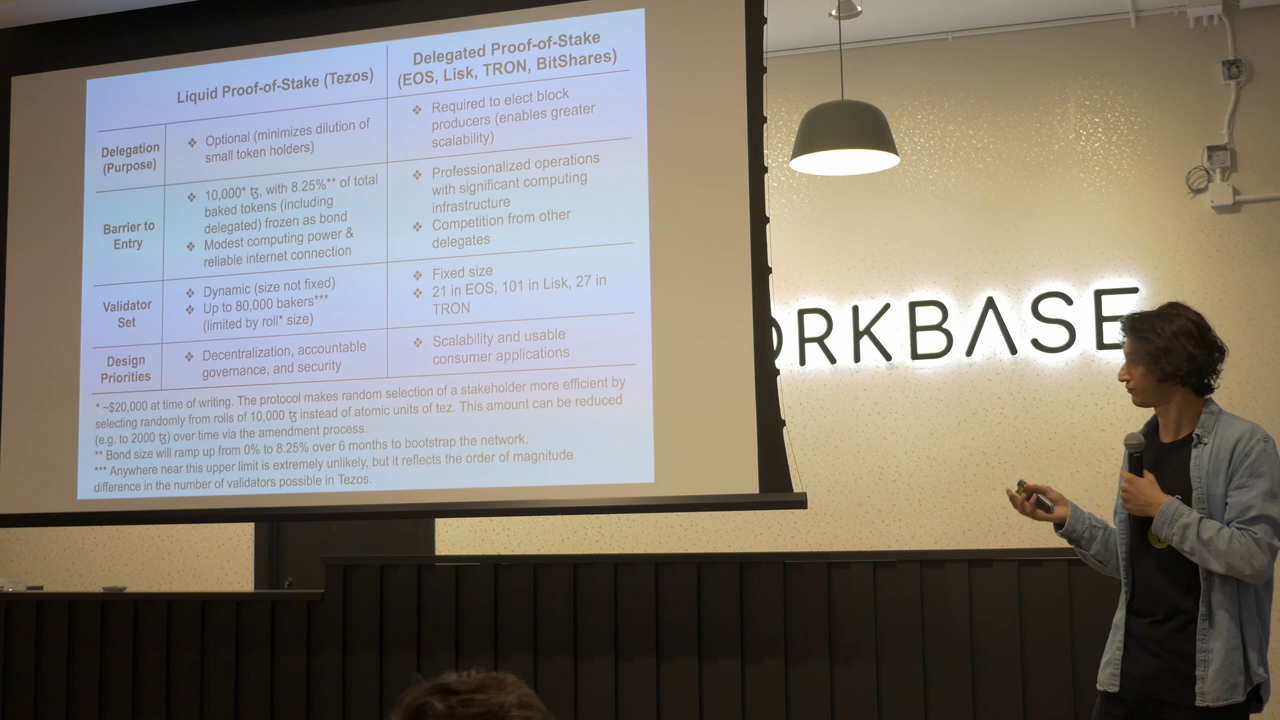 Liquid Proof-of-Stake (Tezos)
Delegated Proof-of-Stake
(EOS, Lisk, TRON, BitShares)
Delegation
(Purpose)
❖ Optional (minimizes dilution of
small token holders)
❖ Required to elect block
producers (enables greater
scalability)
Barrier to
Entry
❖ 10,000* ꜩ, with 8.25%** of total
baked tokens (including
delegated) frozen as bond
❖ Modest computing power &
reliable internet connection
❖ Professionalized operations
with significant computing
infrastructure
❖ Competition from other
delegates
Validator
Set
❖ Dynamic (size not fixed)
❖ Up to 80,000 bakers***
(limited by roll* size)
❖ Fixed size
❖ 21 in EOS, 101 in Lisk, 27 in
TRON
Design
Priorities
❖ Decentralization, accountable
governance, and security
❖ Scalability and usable
consumer applications
* ~$20,000 at time of writing. The protocol makes random selection of a stakeholder more efficient by
selecting randomly from rolls of 10,000 ꜩ instead of atomic units of tez. This amount can be reduced
(e.g. to 2000 ꜩ) over time via the amendment process.
** Bond size will ramp up from 0% to 8.25% over 6 months to bootstrap the network.
*** Anywhere near this upper limit is extremely unlikely, but it reflects the order of magnitude
difference in the number of validators possible in Tezos.
ORKBASE